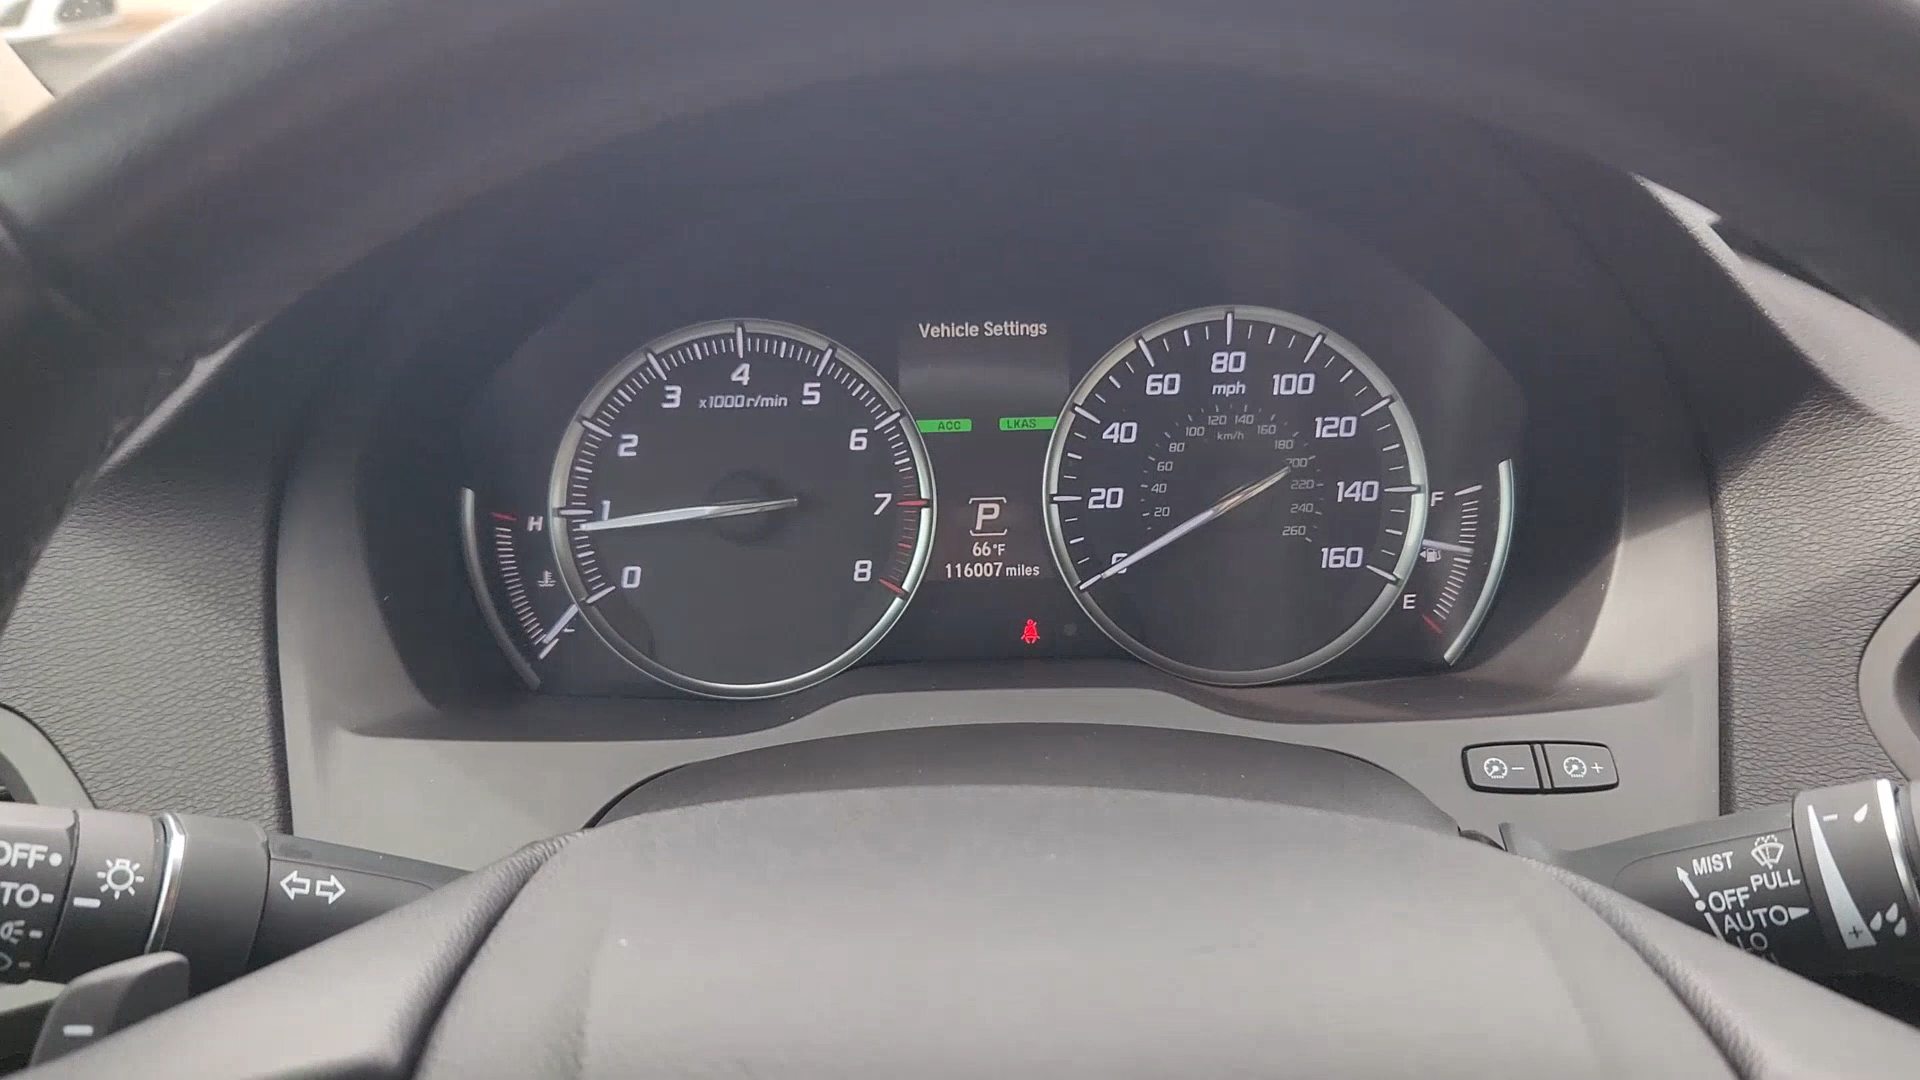 Vehicle Settings
ACC LKAS
P
66°F
116007 miles
0 1 2 3 4 5 6 7 8
x1000r/min
H
0 20 40 60 80 100 120 140 160
mph
20 40 60 80 100 120 140 160 180 200 220 240 260
km/h
F
E
- +
OFF
-
MIST
PULL
OFF
AUTO
LO
- +
-